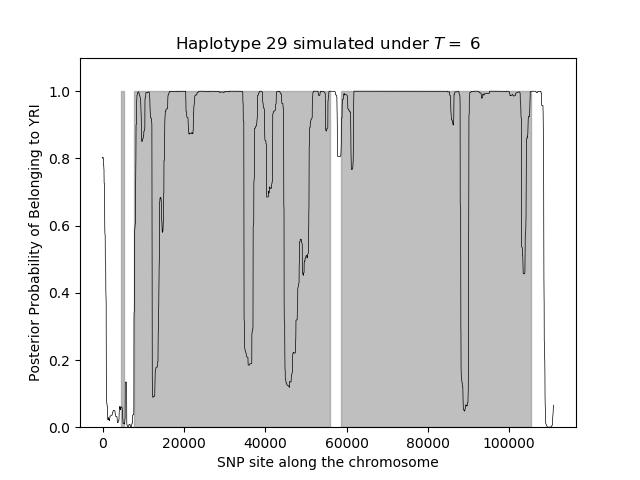 Haplotype 29 simulated under T = 6
Posterior Probability of Belonging to YRI
1.0
0.8
0.6
0.4
0.2
0.0
0 20000 40000 60000 80000 100000
SNP site along the chromosome